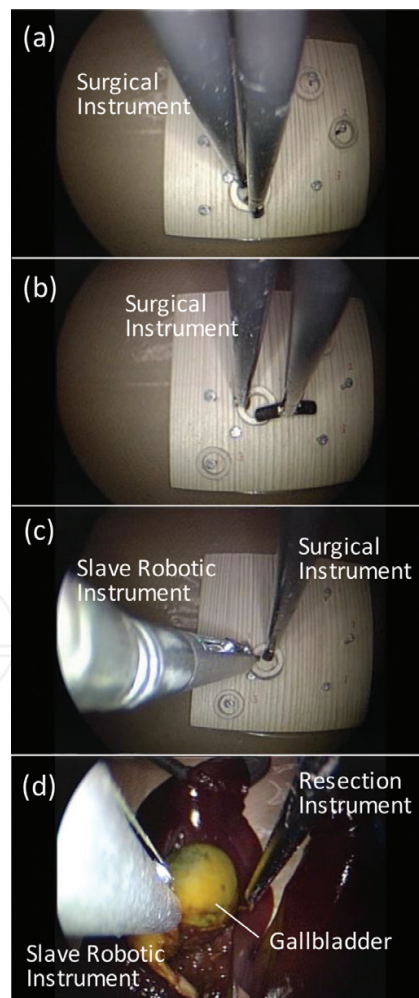 (a)
Surgical
Instrument
(b)
Surgical
Instrument
(c)
Surgical
Instrument
Slave Robotic
Instrument
(d)
Resection
Instrument
Gallbladder
Slave Robotic
Instrument